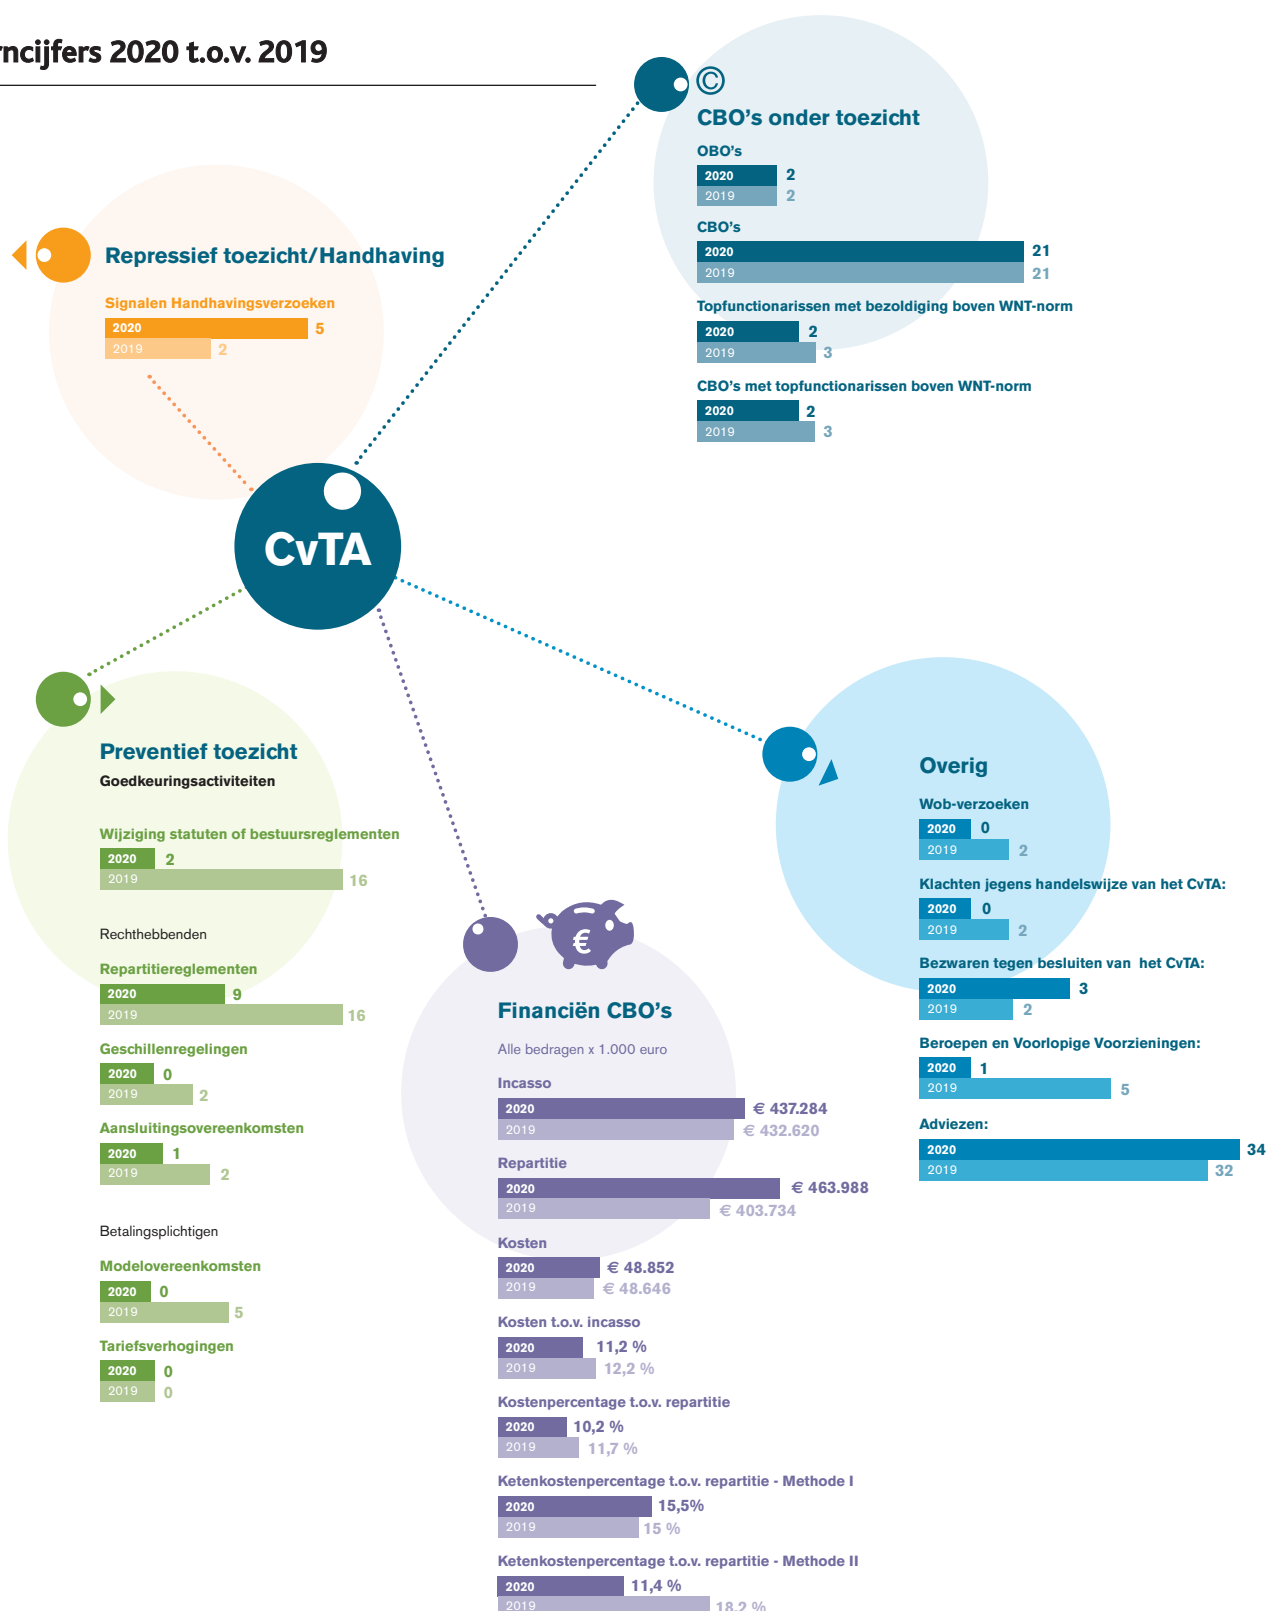 rncijfers 2020 t.o.v. 2019
©
CBO's onder toezicht
OBO's
2020 2
2019 2
CBO's
2020 21
2019 21
Topfunctionarissen met bezoldiging boven WNT-norm
2020 2
2019 3
CBO's met topfunctionarissen boven WNT-norm
2020 2
2019 3
Repressief toezicht/Handhaving
Signalen Handhavingsverzoeken
2020 5
2019 2
CvTA
Preventief toezicht
Goedkeuringsactiviteiten
Wijziging statuten of bestuursreglementen
2020 2
2019 16
Rechthebbenden
Repartitiereglementen
2020 9
2019 16
Geschillenregelingen
2020 0
2019 2
Aansluitingsovereenkomsten
2020 1
2019 2
Betalingsplichtigen
Modelovereenkomsten
2020 0
2019 5
Tariefsverhogingen
2020 0
2019 0
€
Financiën CBO's
Alle bedragen x 1.000 euro
Incasso
2020 € 437.284
2019 € 432.620
Repartitie
2020 € 463.988
2019 € 403.734
Kosten
2020 € 48.852
2019 € 48.646
Kosten t.o.v. incasso
2020 11,2 %
2019 12,2 %
Kostenpercentage t.o.v. repartitie
2020 10,2 %
2019 11,7 %
Ketenkostenpercentage t.o.v. repartitie - Methode I
2020 15,5%
2019 15 %
Ketenkostenpercentage t.o.v. repartitie - Methode II
2020 11,4 %
2019 18,2 %
Overig
Wob-verzoeken
2020 0
2019 2
Klachten jegens handelswijze van het CvTA:
2020 0
2019 2
Bezwaren tegen besluiten van het CvTA:
2020 3
2019 2
Beroepen en Voorlopige Voorzieningen:
2020 1
2019 5
Adviezen:
2020 34
2019 32